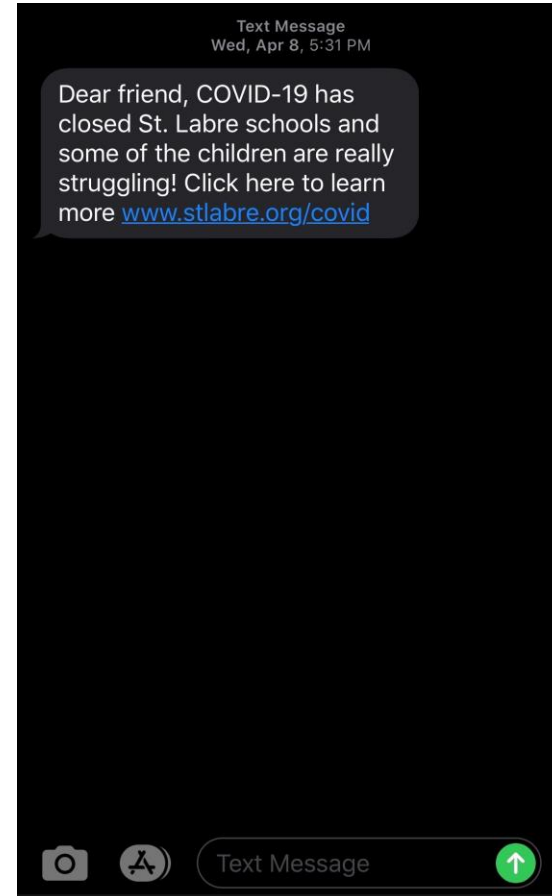 Text Message
Wed, Apr 8, 5:31 PM
Dear friend, COVID-19 has
closed St. Labre schools and
some of the children are really
struggling! Click here to learn
more www.stlabre.org/covid
Text Message